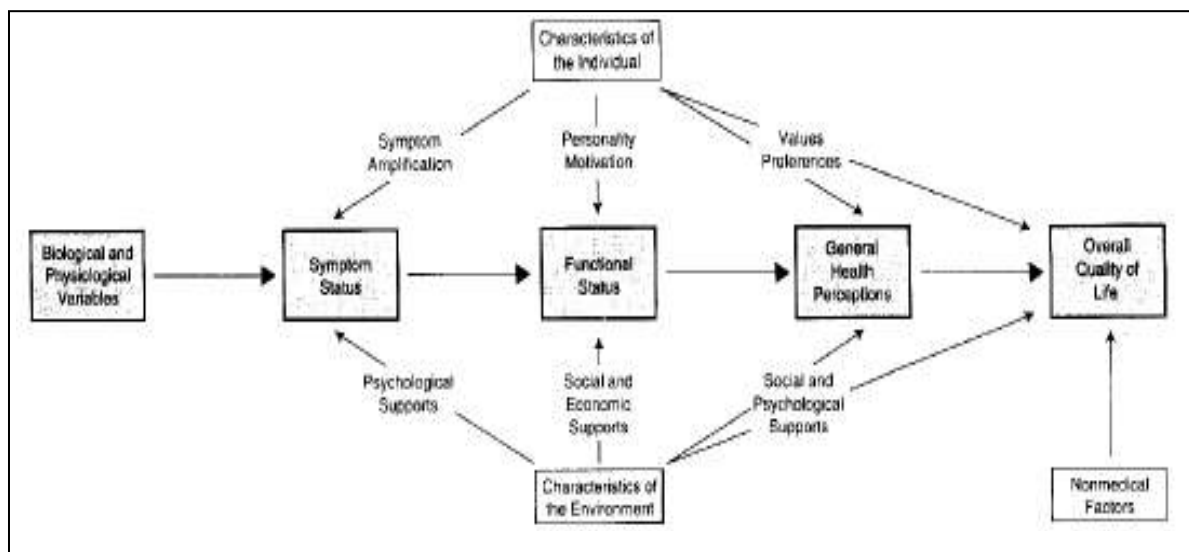 Characteristics of
the Individual
Symptom
Amplification
Personality
Motivation
Values
Preferences
Biological and
Physiological
Variables
Symptom
Status
Functional
Status
General
Health
Perceptions
Overall
Quality of
Life
Psychological
Supports
Social and
Economic
Supports
Social and
Psychological
Supports
Characteristics of
the Environment
Nonmedical
Factors